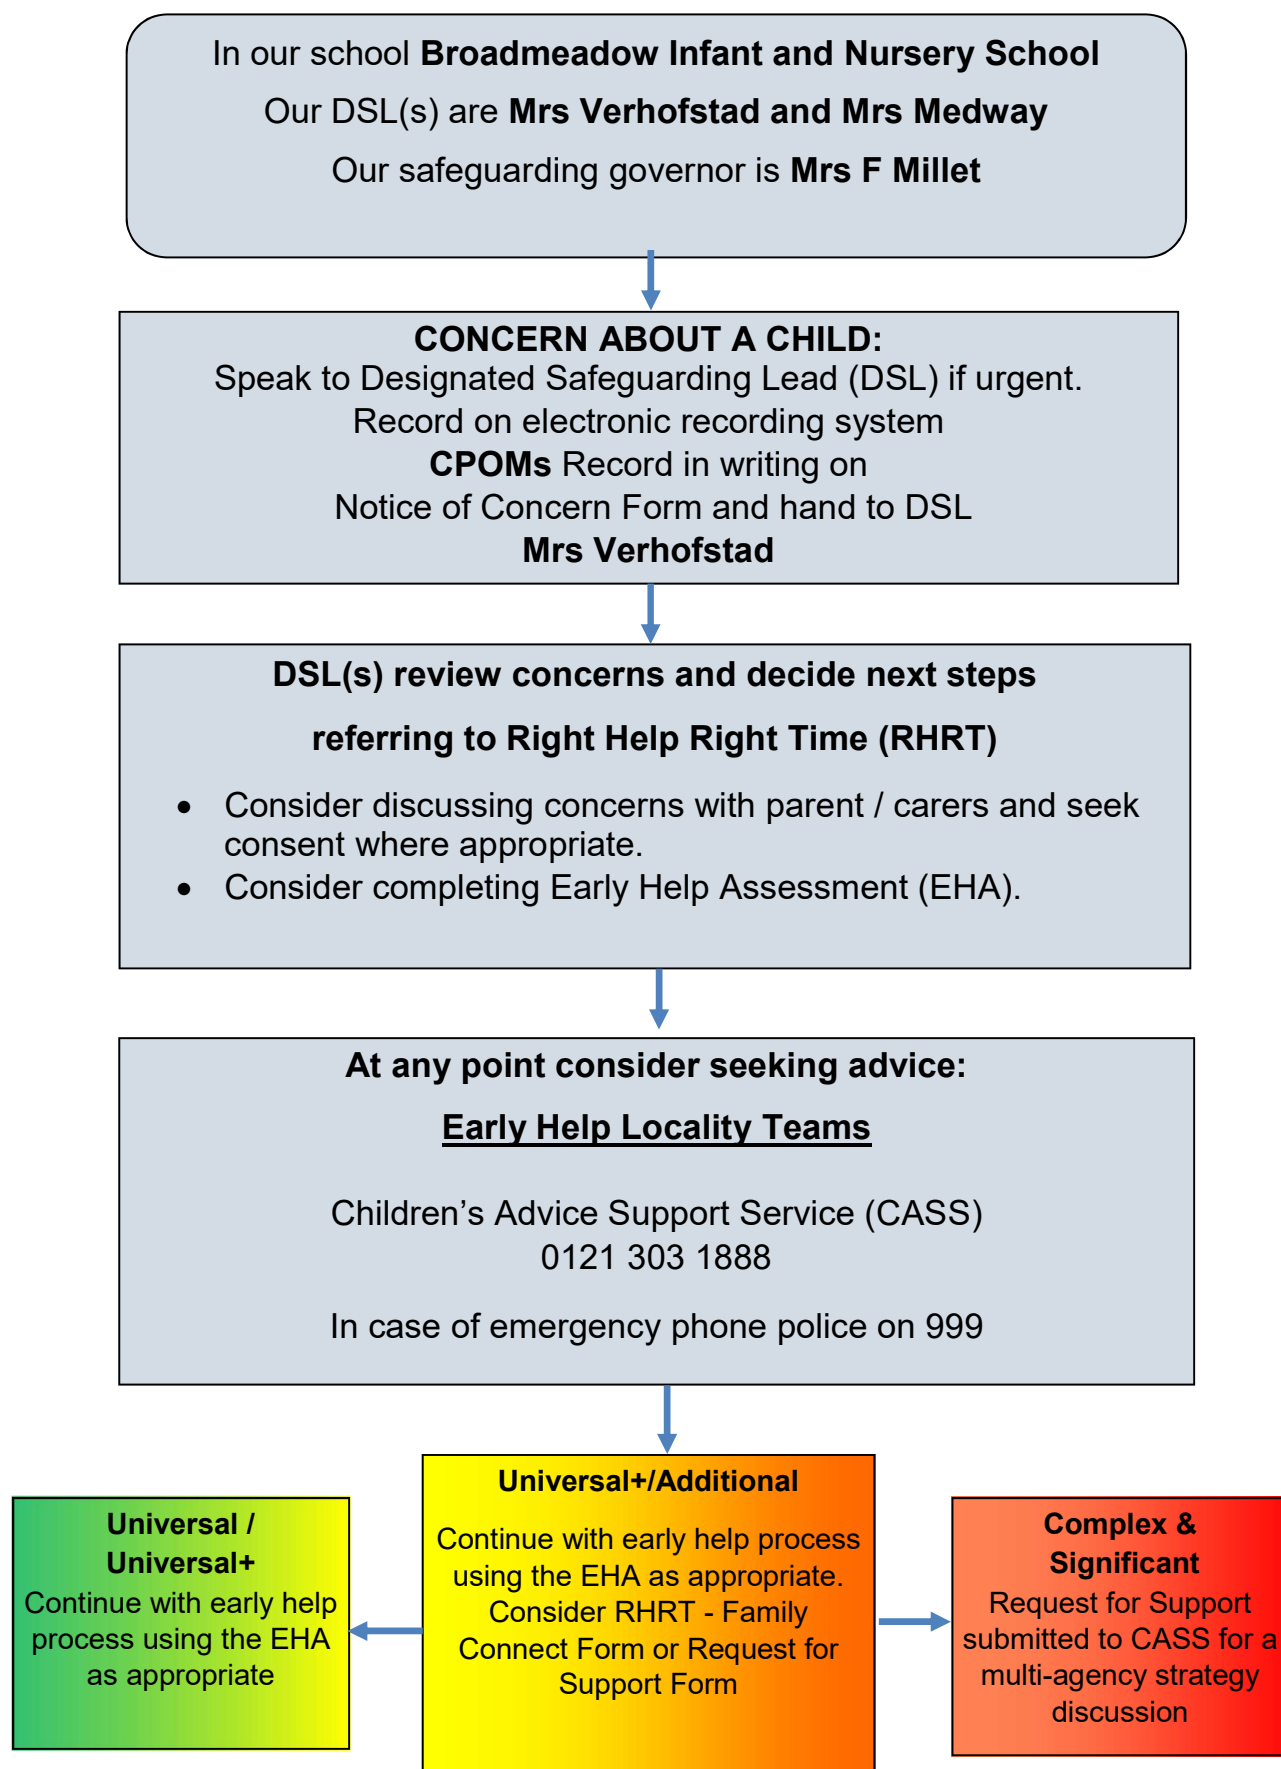 In our school Broadmeadow Infant and Nursery School
Our DSL(s) are Mrs Verhofstad and Mrs Medway
Our safeguarding governor is Mrs F Millet
CONCERN ABOUT A CHILD:
Speak to Designated Safeguarding Lead (DSL) if urgent.
Record on electronic recording system
CPOMs Record in writing on
Notice of Concern Form and hand to DSL
Mrs Verhofstad
DSL(s) review concerns and decide next steps
referring to Right Help Right Time (RHRT)
• Consider discussing concerns with parent / carers and seek
consent where appropriate.
• Consider completing Early Help Assessment (EHA).
At any point consider seeking advice:
Early Help Locality Teams
Children’s Advice Support Service (CASS)
0121 303 1888
In case of emergency phone police on 999
Universal /
Universal+
Continue with early help
process using the EHA
as appropriate
Universal+/Additional
Continue with early help process
using the EHA as appropriate.
Consider RHRT - Family
Connect Form or Request for
Support Form
Complex &
Significant
Request for Support
submitted to CASS for a
multi-agency strategy
discussion